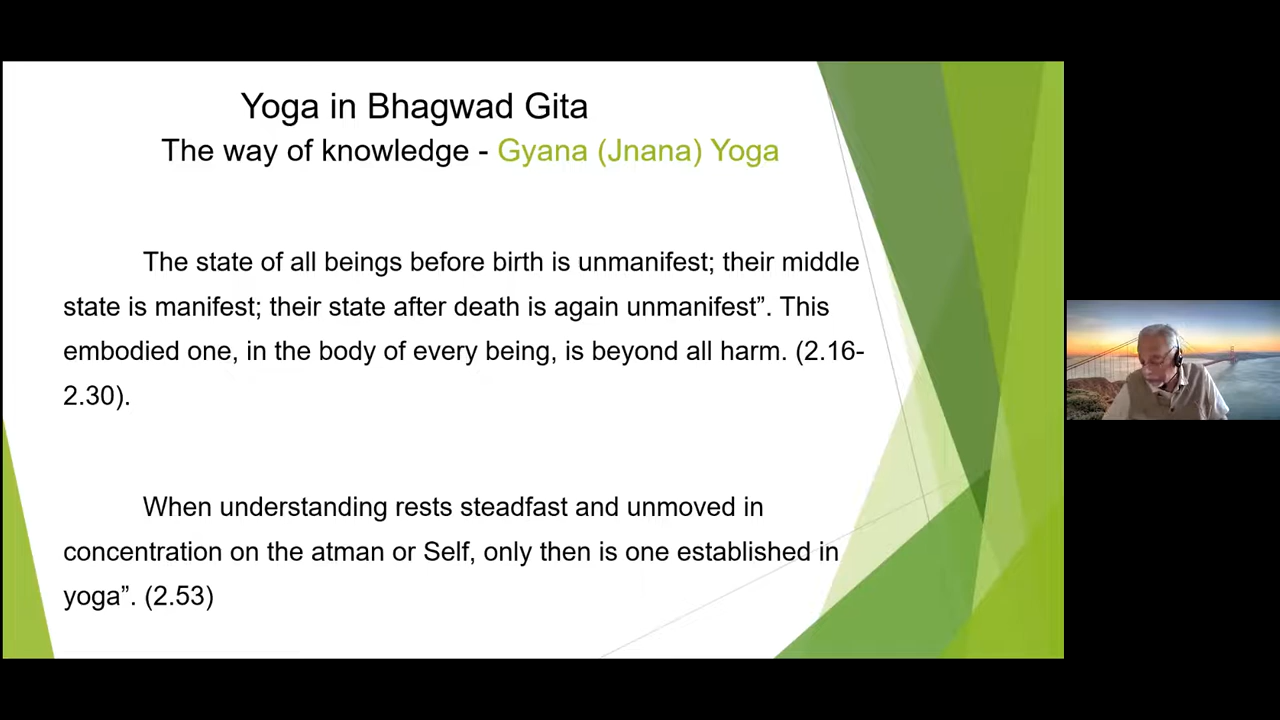 Yoga in Bhagwad Gita
The way of knowledge - Gyana (Jnana) Yoga
The state of all beings before birth is unmanifest; their middle
state is manifest; their state after death is again unmanifest”. This
embodied one, in the body of every being, is beyond all harm. (2.16-
2.30).
When understanding rests steadfast and unmoved in
concentration on the atman or Self, only then is one established in
yoga”. (2.53)